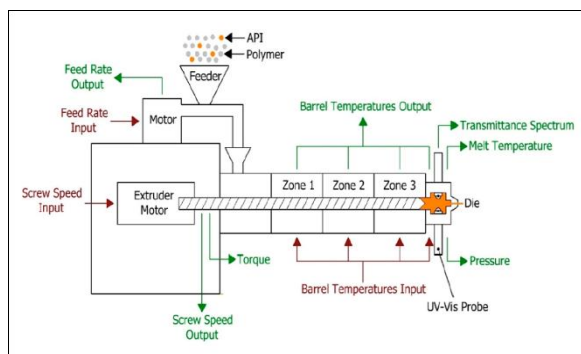 API
Polymer
Feeder
Feed Rate
Output
Feed Rate
Input
Motor
Barrel Temperatures Output
Transmittance Spectrum
Melt Temperature
Zone 1
Zone 2
Zone 3
Screw Speed
Input
Extruder
Motor
Die
Torque
Pressure
Barrel Temperatures Input
Screw Speed
Output
UV-Vis Probe